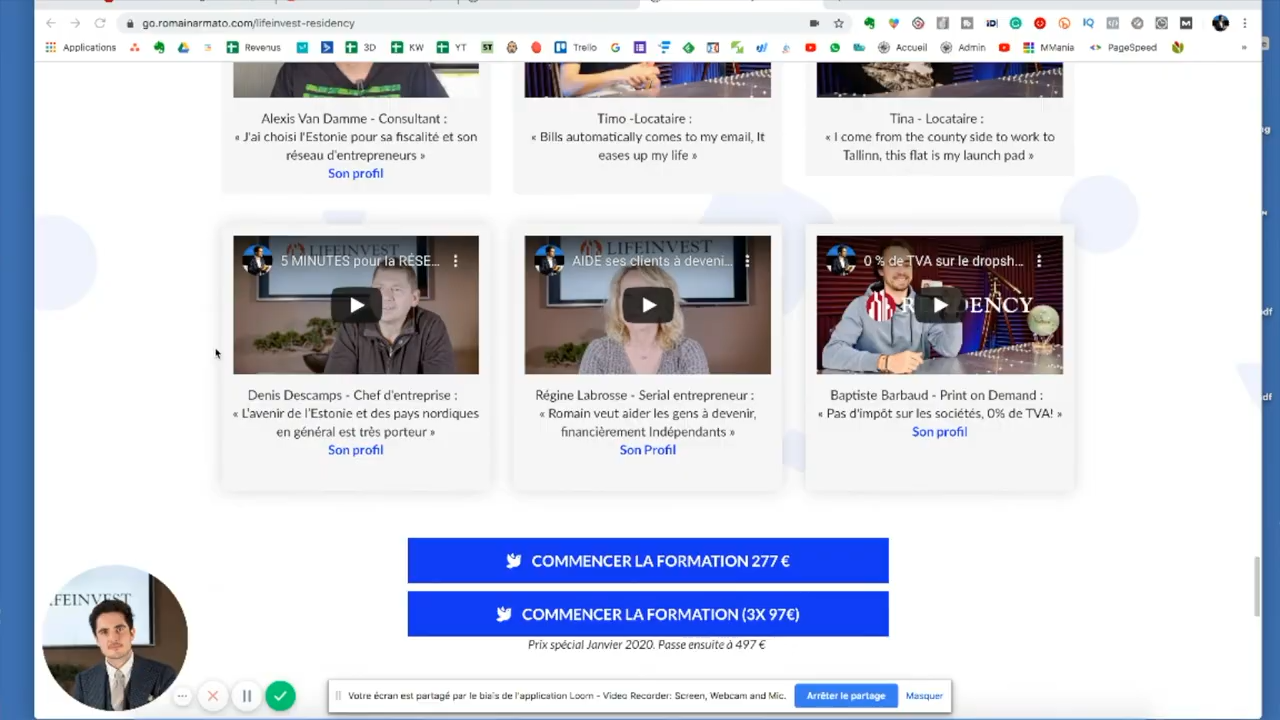 go.romainarmato.com/lifeinvest-residency
Applications
Revenus
3D
KW
YT
ST
Trello
Accueil
Admin
MMania
PageSpeed
»
Alexis Van Damme - Consultant :
« J'ai choisi l'Estonie pour sa fiscalité et son
réseau d'entrepreneurs »
Son profil
Timo -Locataire :
« Bills automatically comes to my email, It
eases up my life »
Tina - Locataire :
« I come from the county side to work to
Tallinn, this flat is my launch pad »
LIFEINVEST
5 MINUTES pour la RÉSE...
Denis Descamps - Chef d'entreprise :
« L'avenir de l'Estonie et des pays nordiques
en général est très porteur »
Son profil
LIFEINVEST
AIDE ses clients à deveni...
Régine Labrosse - Serial entrepreneur :
« Romain veut aider les gens à devenir,
financièrement Indépendants »
Son Profil
0 % de TVA sur le dropsh...
Baptiste Barbaud - Print on Demand :
« Pas d'impôt sur les sociétés, 0% de TVA! »
Son profil
COMMENCER LA FORMATION 277 €
COMMENCER LA FORMATION (3X 97€)
Prix spécial Janvier 2020. Passe ensuite à 497 €
Votre écran est partagé par le biais de l'application Loom - Video Recorder: Screen, Webcam and Mic.
Arrêter le partage
Masquer